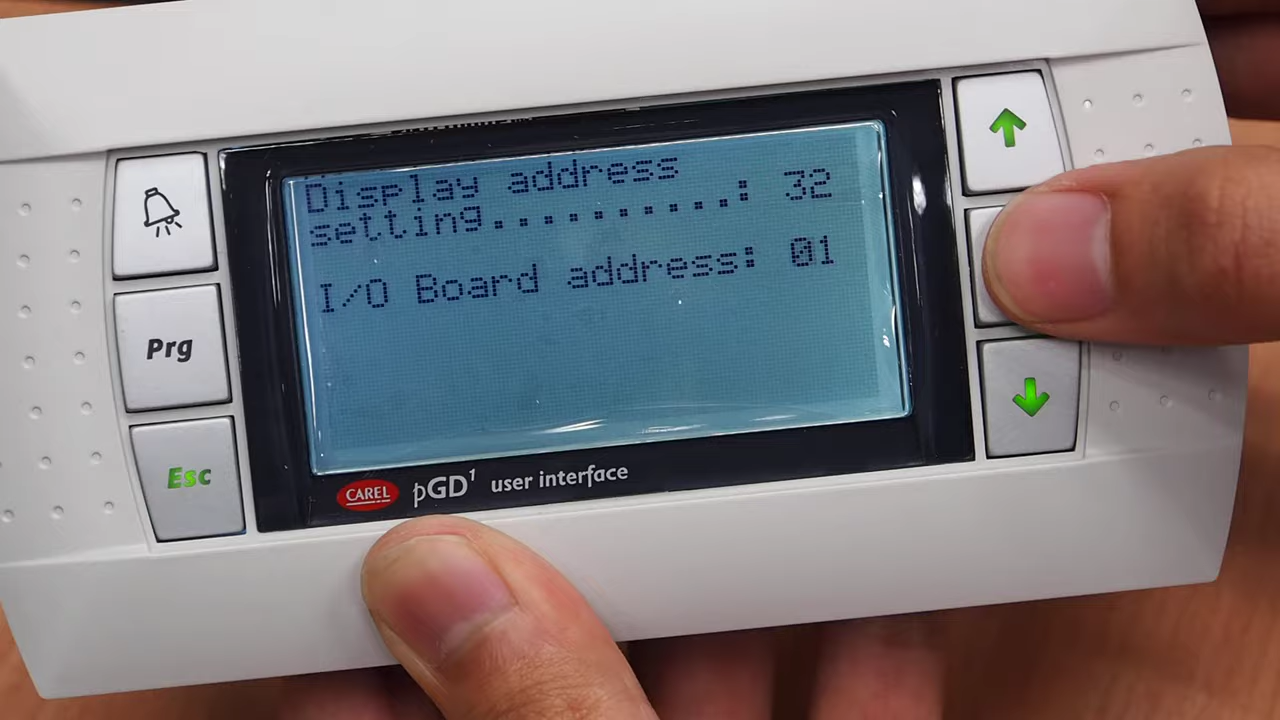 Display address
setting..........: 32
I/O Board address: 01
Prg
Esc
CAREL pGD¹ user interface